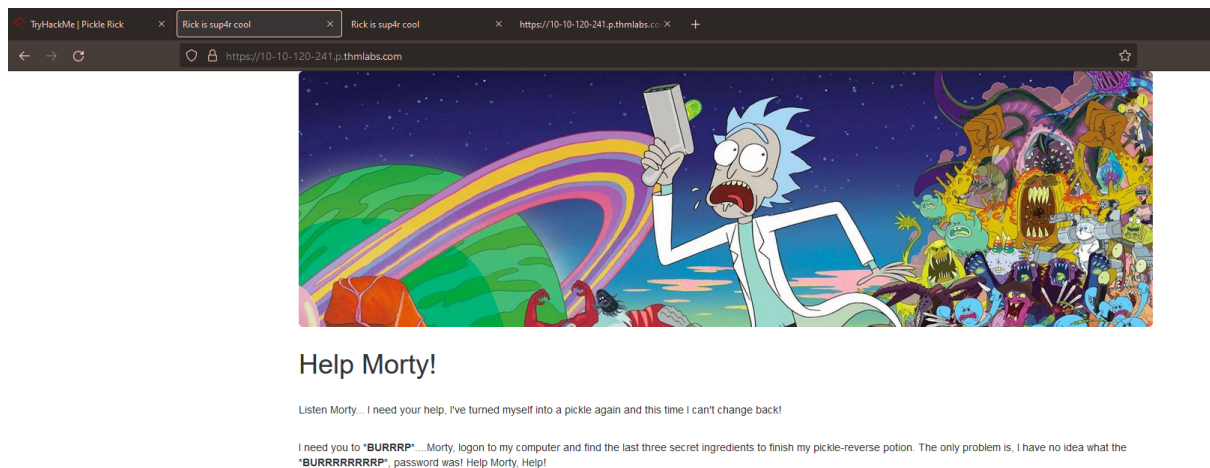 TryHackMe | Pickle Rick
Rick is sup4r cool
Rick is sup4r cool
https://10-10-120-241.p.thmlabs.co
https://10-10-120-241.p.thmlabs.com
Help Morty!
Listen Morty... I need your help, I've turned myself into a pickle again and this time I can't change back!
I need you to *BURRRP*....Morty, logon to my computer and find the last three secret ingredients to finish my pickle-reverse potion. The only problem is, I have no idea what the
*BURRRRRRRRP*, password was! Help Morty, Help!